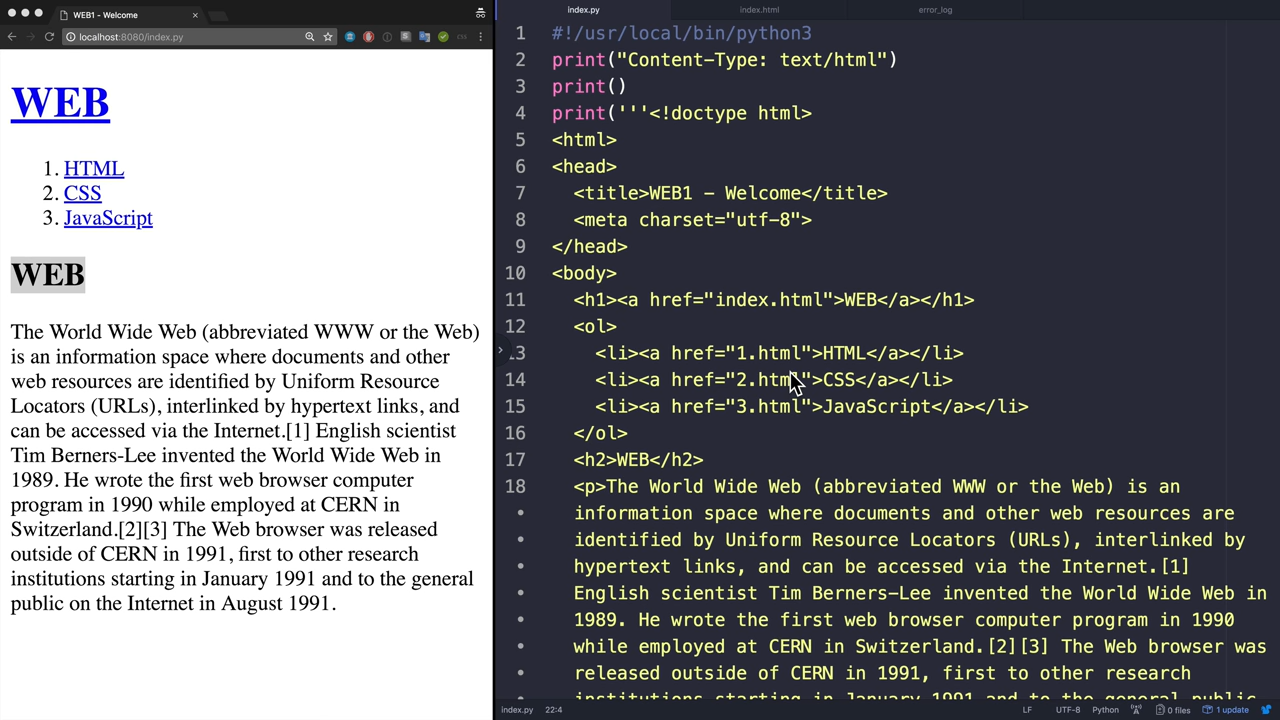 WEB1 - Welcome
localhost:8080/index.py
WEB
1. HTML
2. CSS
3. JavaScript
WEB
The World Wide Web (abbreviated WWW or the Web)
is an information space where documents and other
web resources are identified by Uniform Resource
Locators (URLs), interlinked by hypertext links, and
can be accessed via the Internet.[1] English scientist
Tim Berners-Lee invented the World Wide Web in
1989. He wrote the first web browser computer
program in 1990 while employed at CERN in
Switzerland.[2][3] The Web browser was released
outside of CERN in 1991, first to other research
institutions starting in January 1991 and to the general
public on the Internet in August 1991.
index.py
index.html
error_log
1 #!/usr/local/bin/python3
2 print("Content-Type: text/html")
3 print()
4 print('''<!doctype html>
5 <html>
6 <head>
7 <title>WEB1 - Welcome</title>
8 <meta charset="utf-8">
9 </head>
10 <body>
11 <h1><a href="index.html">WEB</a></h1>
12 <ol>
13 <li><a href="1.html">HTML</a></li>
14 <li><a href="2.html">CSS</a></li>
15 <li><a href="3.html">JavaScript</a></li>
16 </ol>
17 <h2>WEB</h2>
18 <p>The World Wide Web (abbreviated WWW or the Web) is an
information space where documents and other web resources are
identified by Uniform Resource Locators (URLs), interlinked by
hypertext links, and can be accessed via the Internet.[1]
English scientist Tim Berners-Lee invented the World Wide Web in
1989. He wrote the first web browser computer program in 1990
while employed at CERN in Switzerland.[2][3] The Web browser was
released outside of CERN in 1991, first to other research
institutions starting in January 1991 and to the general public
index.py 22:4
LF UTF-8 Python 0 files 1 update